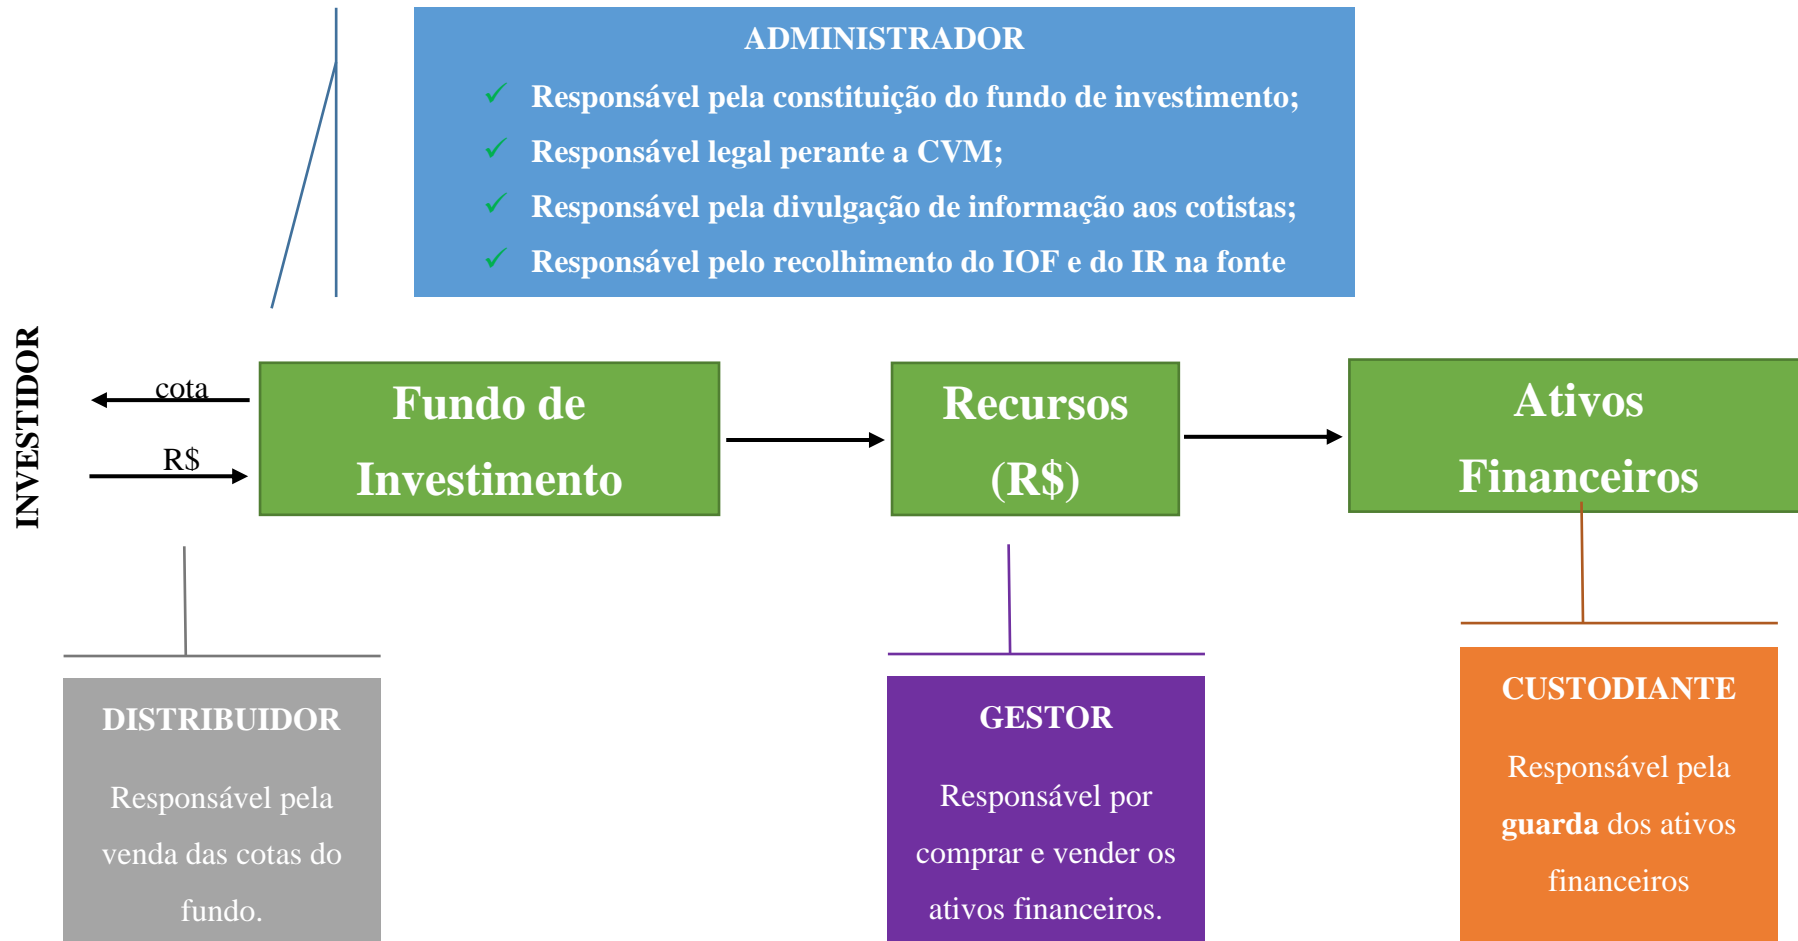 ADMINISTRADOR
✓ Responsável pela constituição do fundo de investimento;
✓ Responsável legal perante a CVM;
✓ Responsável pela divulgação de informação aos cotistas;
✓ Responsável pelo recolhimento do IOF e do IR na fonte
INVESTIDOR
cota
R$
Fundo de
Investimento
Recursos
(R$)
Ativos
Financeiros
DISTRIBUIDOR
Responsável pela
venda das cotas do
fundo.
GESTOR
Responsável por
comprar e vender os
ativos financeiros.
CUSTODIANTE
Responsável pela
guarda dos ativos
financeiros